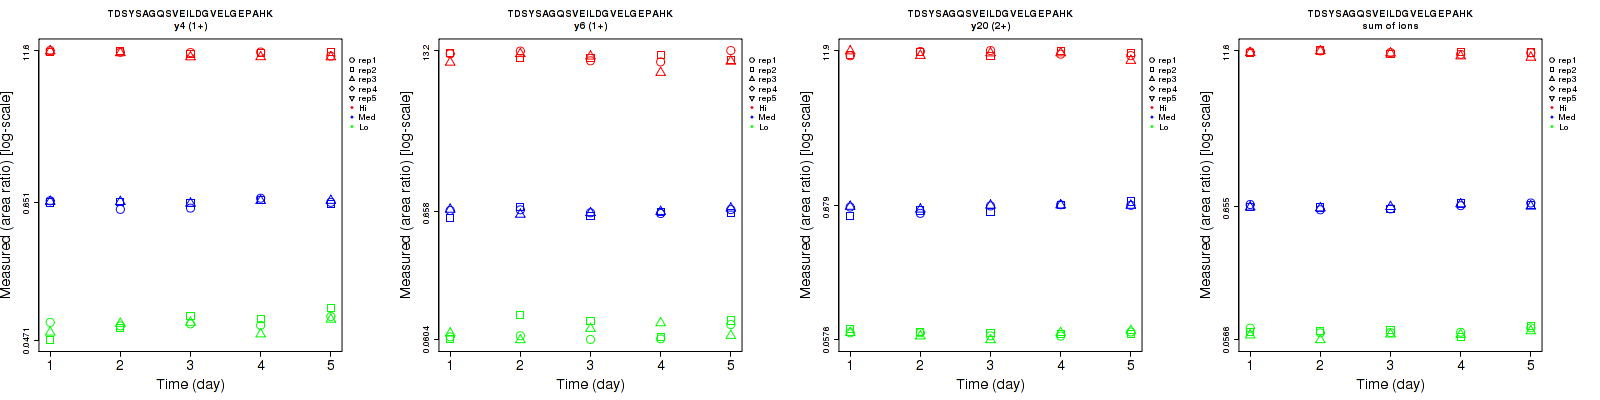 TDSYSAGQSVEILDGVELGEPAHK
y4 (1+)
Measured (area ratio) [log-scale]
11.6
0.651
0.0471
1 2 3 4 5
Time (day)
rep1
rep2
rep3
rep4
rep5
Hi
Med
Lo
TDSYSAGQSVEILDGVELGEPAHK
y6 (1+)
Measured (area ratio) [log-scale]
13.2
0.658
0.0604
1 2 3 4 5
Time (day)
rep1
rep2
rep3
rep4
rep5
Hi
Med
Lo
TDSYSAGQSVEILDGVELGEPAHK
y20 (2+)
Measured (area ratio) [log-scale]
11.9
0.679
0.0576
1 2 3 4 5
Time (day)
rep1
rep2
rep3
rep4
rep5
Hi
Med
Lo
TDSYSAGQSVEILDGVELGEPAHK
sum of ions
Measured (area ratio) [log-scale]
11.6
0.655
0.0566
1 2 3 4 5
Time (day)
rep1
rep2
rep3
rep4
rep5
Hi
Med
Lo